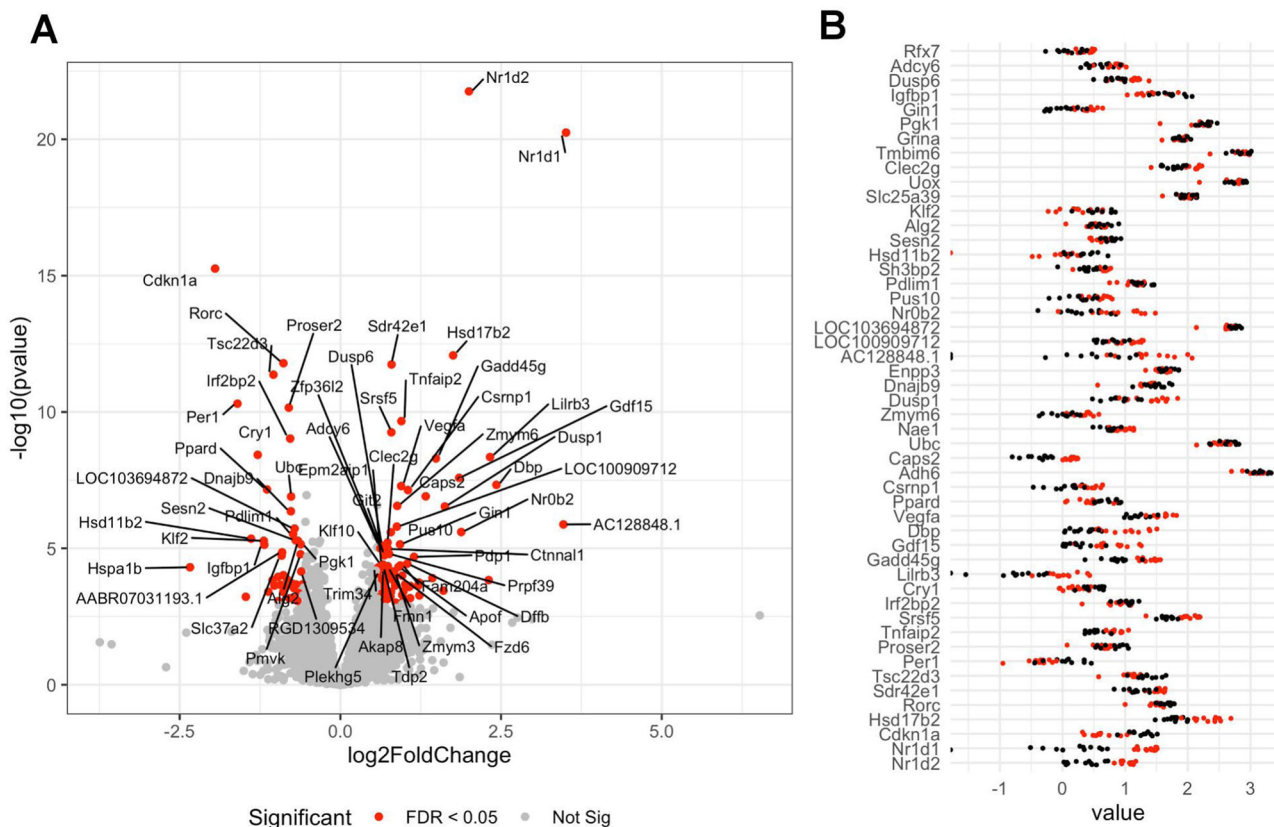 A
-log10(pvalue)
20
15
10
5
0
Nr1d2
Nr1d1
Cdkn1a
Rorc
Proser2
Sdr42e1
Hsd17b2
Tsc22d3
Dusp6
Gadd45g
Irf2bp2
Zfp36l2
Tnfaip2
Srsf5
Csrnp1
Per1
Lilrb3
Gdf15
Cry1
Adcy6
Vegfa
Zmym6
Dusp1
Ppard
Clec2g
LOC103694872
Dnajb9
Ubc
Epm2aip1
Caps2
Dbp
LOC100909712
Sesn2
Pdlim1
Git2
Nr0b2
Hsd11b2
Klf10
Pus10
Gin1
AC128848.1
Klf2
Igfbp1
Pgk1
Pdp1
Ctnnal1
Hspa1b
Trim34
Fam204a
Prpf39
AABR07031193.1
Alg2
Slc37a2
RGD1309534
Fmn1
Apof
Dffb
Pmvk
Akap8
Zmym3
Fzd6
Plekhg5
Tdp2
-2.5
0.0
2.5
5.0
log2FoldChange
Significant
FDR < 0.05
Not Sig
B
Rfx7
Adcy6
Dusp6
Igfbp1
Gin1
Pgk1
Grina
Tmbim6
Clec2g
Uox
Slc25a39
Klf2
Alg2
Sesn2
Hsd11b2
Sh3bp2
Pdlim1
Pus10
Nr0b2
LOC103694872
LOC100909712
AC128848.1
Enpp3
Dnajb9
Dusp1
Zmym6
Nae1
Ubc
Caps2
Adh6
Csrnp1
Ppard
Vegfa
Dbp
Gdf15
Gadd45g
Lilrb3
Cry1
Irf2bp2
Srsf5
Tnfaip2
Proser2
Per1
Tsc22d3
Sdr42e1
Rorc
Hsd17b2
Cdkn1a
Nr1d1
Nr1d2
-1
0
1
2
3
value